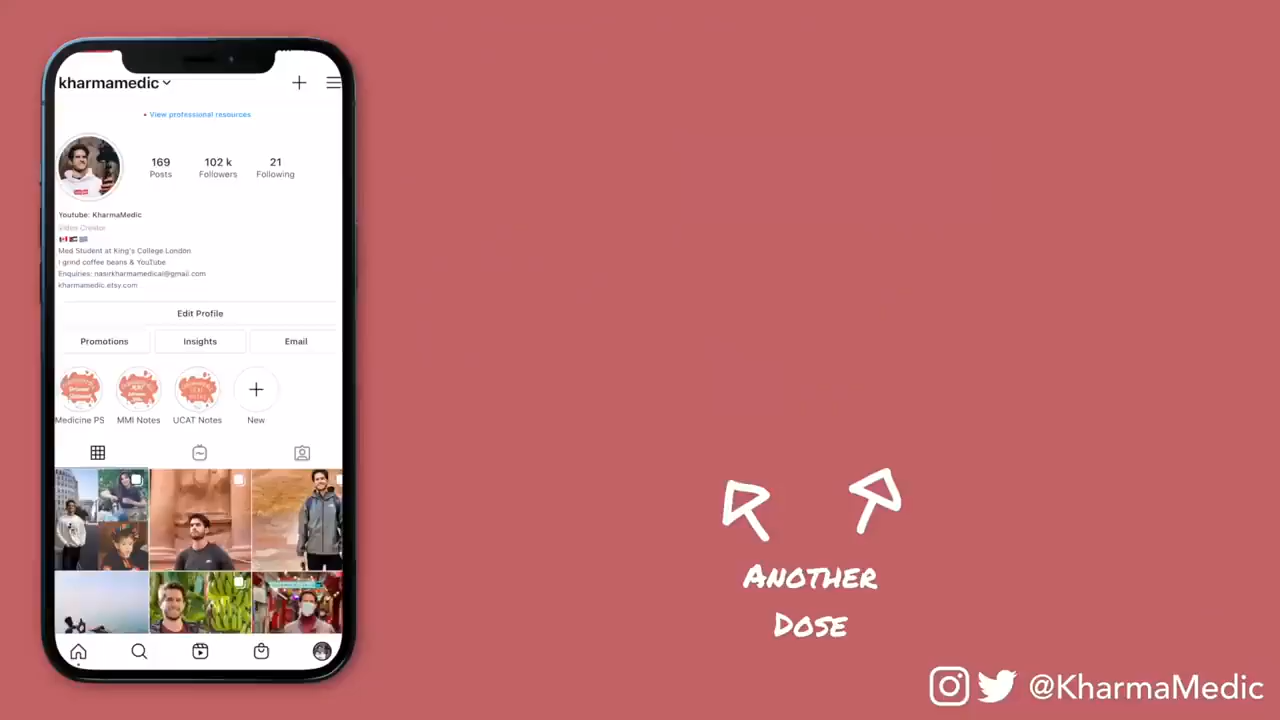 kharmamedic
• View professional resources
169 102 k 21
Posts Followers Following
Youtube: KharmaMedic
Video Creator
Med Student at King's College London
I grind coffee beans & YouTube
Enquiries: nasirkharmamedical@gmail.com
kharmamedic.etsy.com
Edit Profile
Promotions Insights Email
Medicine PS MMI Notes UCAT Notes New
ANOTHER
DOSE
@KharmaMedic